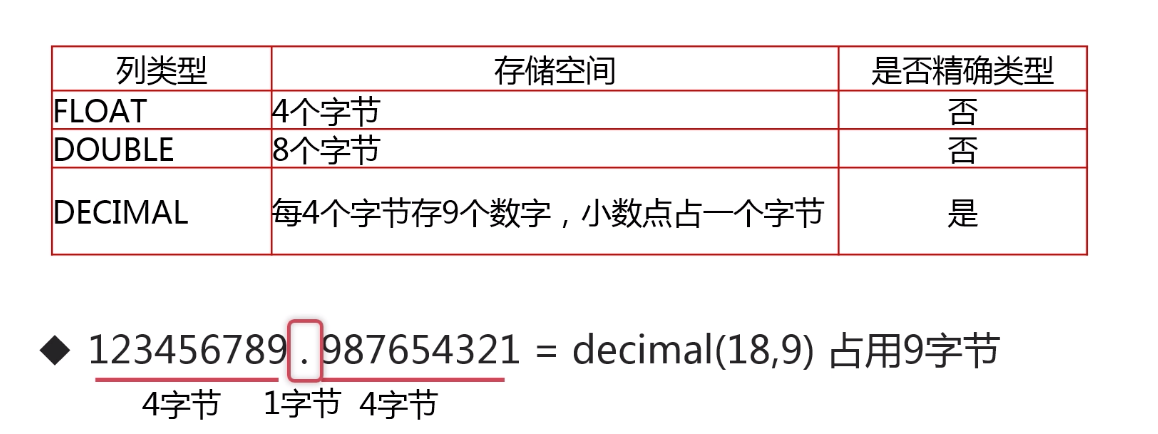 列类型 存储空间 是否精确类型
FLOAT 4个字节 否
DOUBLE 8个字节 否
DECIMAL 每4个字节存9个数字，小数点占一个字节 是
◆ 123456789.987654321 = decimal(18,9) 占用9字节
4字节 1字节 4字节